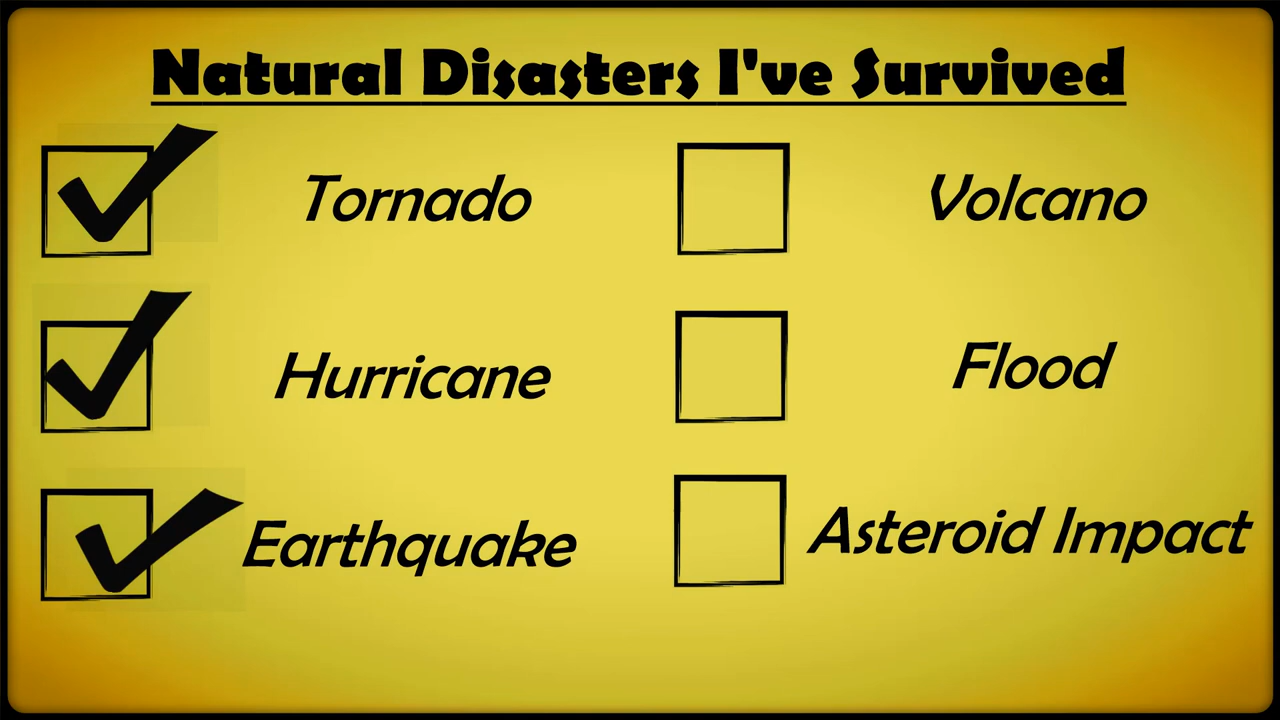 Natural Disasters I've Survived
Tornado
Volcano
Hurricane
Flood
Earthquake
Asteroid Impact